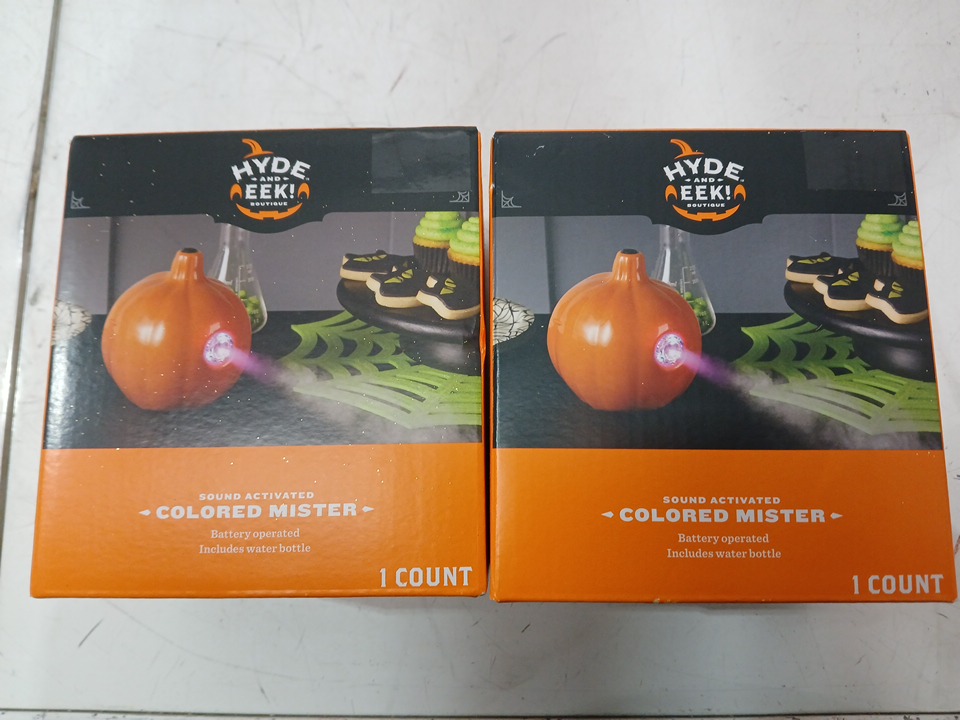 HYDE
AND
EEK!
BOUTIQUE
SOUND ACTIVATED
COLORED MISTER
Battery operated
Includes water bottle
1 COUNT
HYDE
AND
EEK!
BOUTIQUE
SOUND ACTIVATED
COLORED MISTER
Battery operated
Includes water bottle
1 COUNT